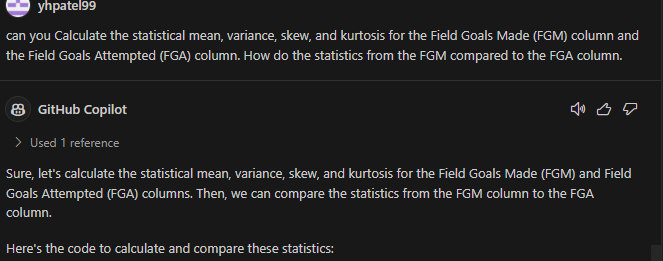 yhpatel99
can you Calculate the statistical mean, variance, skew, and kurtosis for the Field Goals Made (FGM) column and
the Field Goals Attempted (FGA) column. How do the statistics from the FGM compared to the FGA column.
GitHub Copilot
Used 1 reference
Sure, let's calculate the statistical mean, variance, skew, and kurtosis for the Field Goals Made (FGM) and Field
Goals Attempted (FGA) columns. Then, we can compare the statistics from the FGM column to the FGA
column.
Here's the code to calculate and compare these statistics: